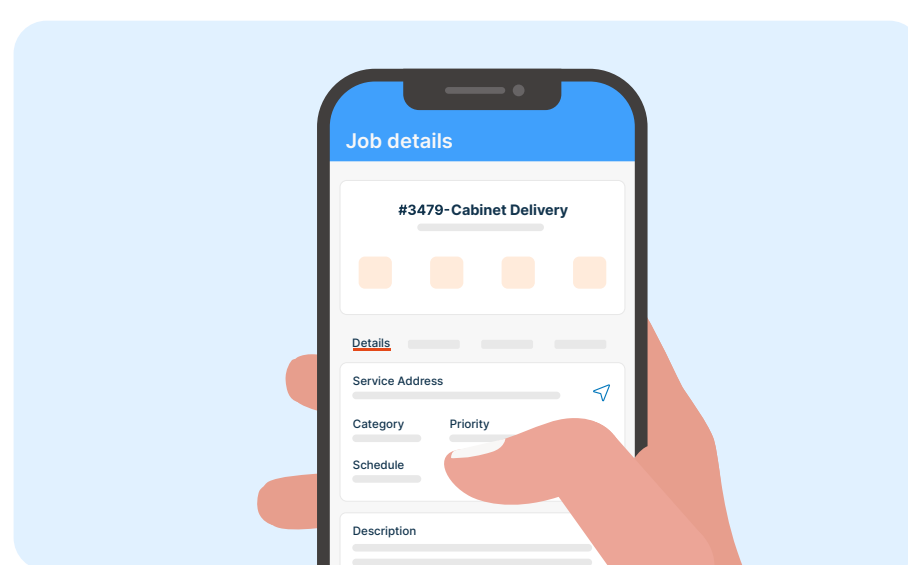 Job details
#3479-Cabinet Delivery
Details
Service Address
Category Priority
Schedule
Description